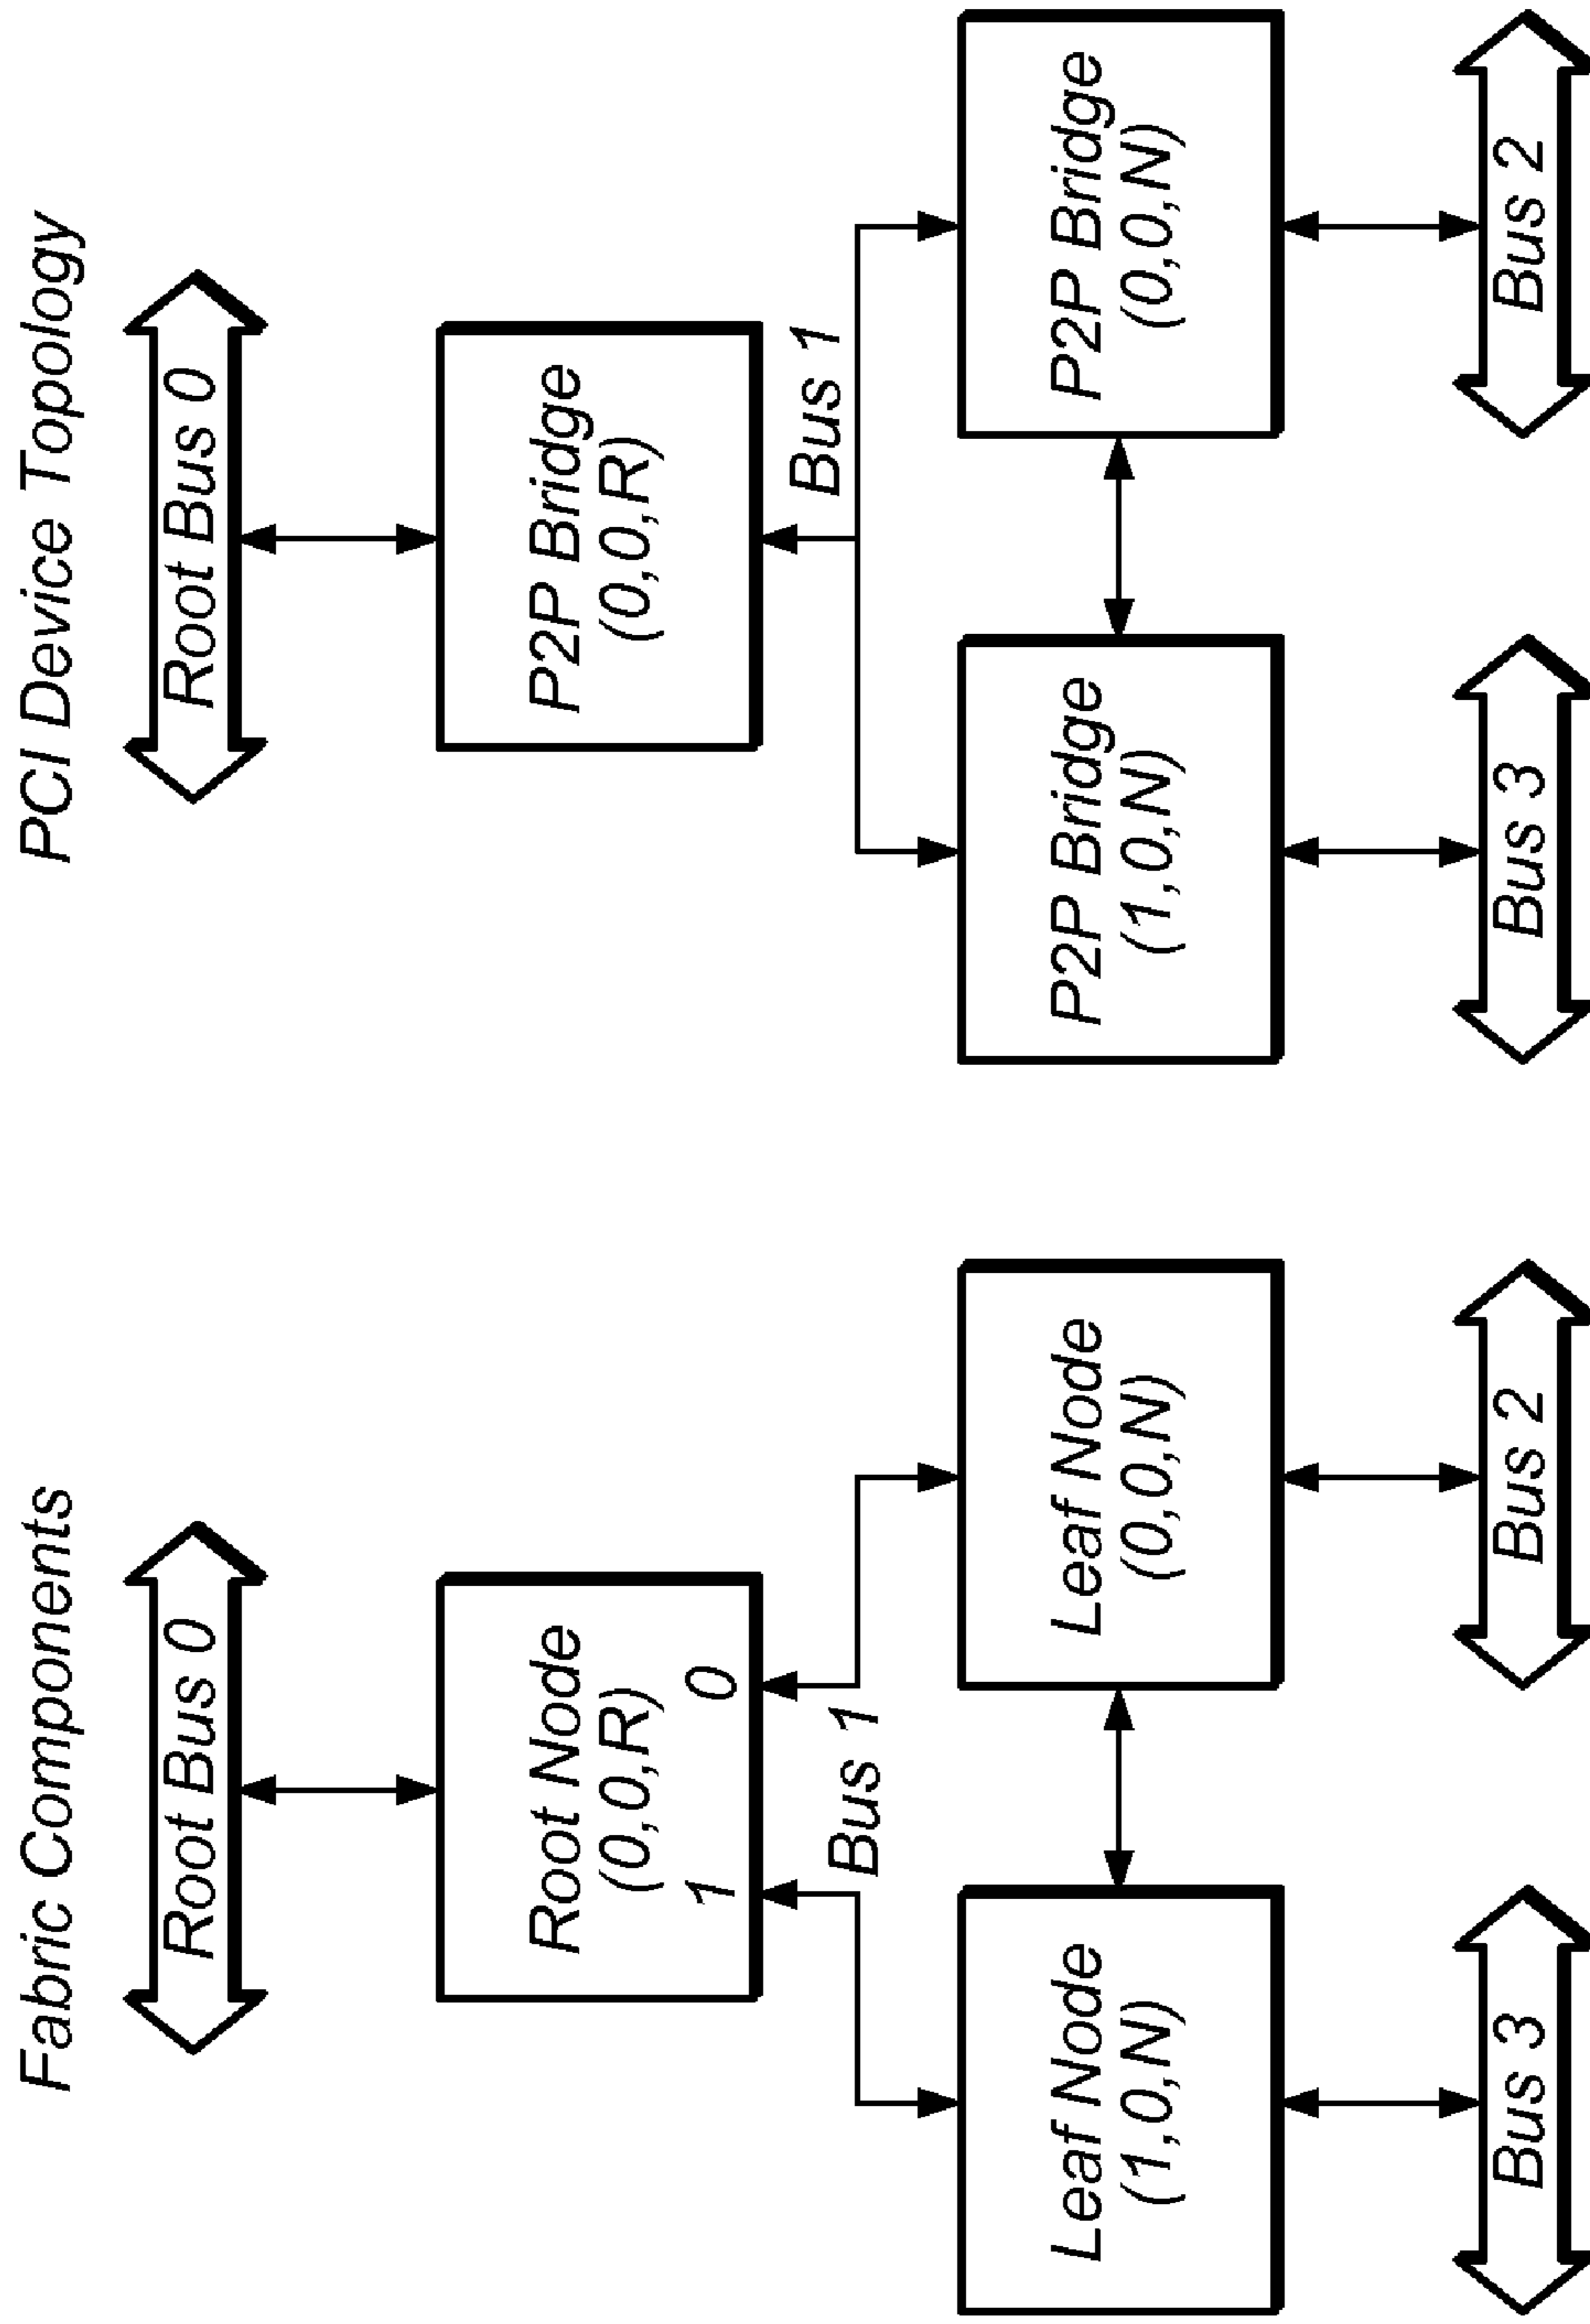 Fabric Components
Root Bus 0
Root Node
(0,0,R)
1 0
Bus 1
Leaf Node
(1,0,N)
Leaf Node
(0,0,N)
Bus 3
Bus 2
PCI Device Topology
Root Bus 0
P2P Bridge
(0,0,R)
Bus 1
P2P Bridge
(1,0,N)
P2P Bridge
(0,0,N)
Bus 3
Bus 2